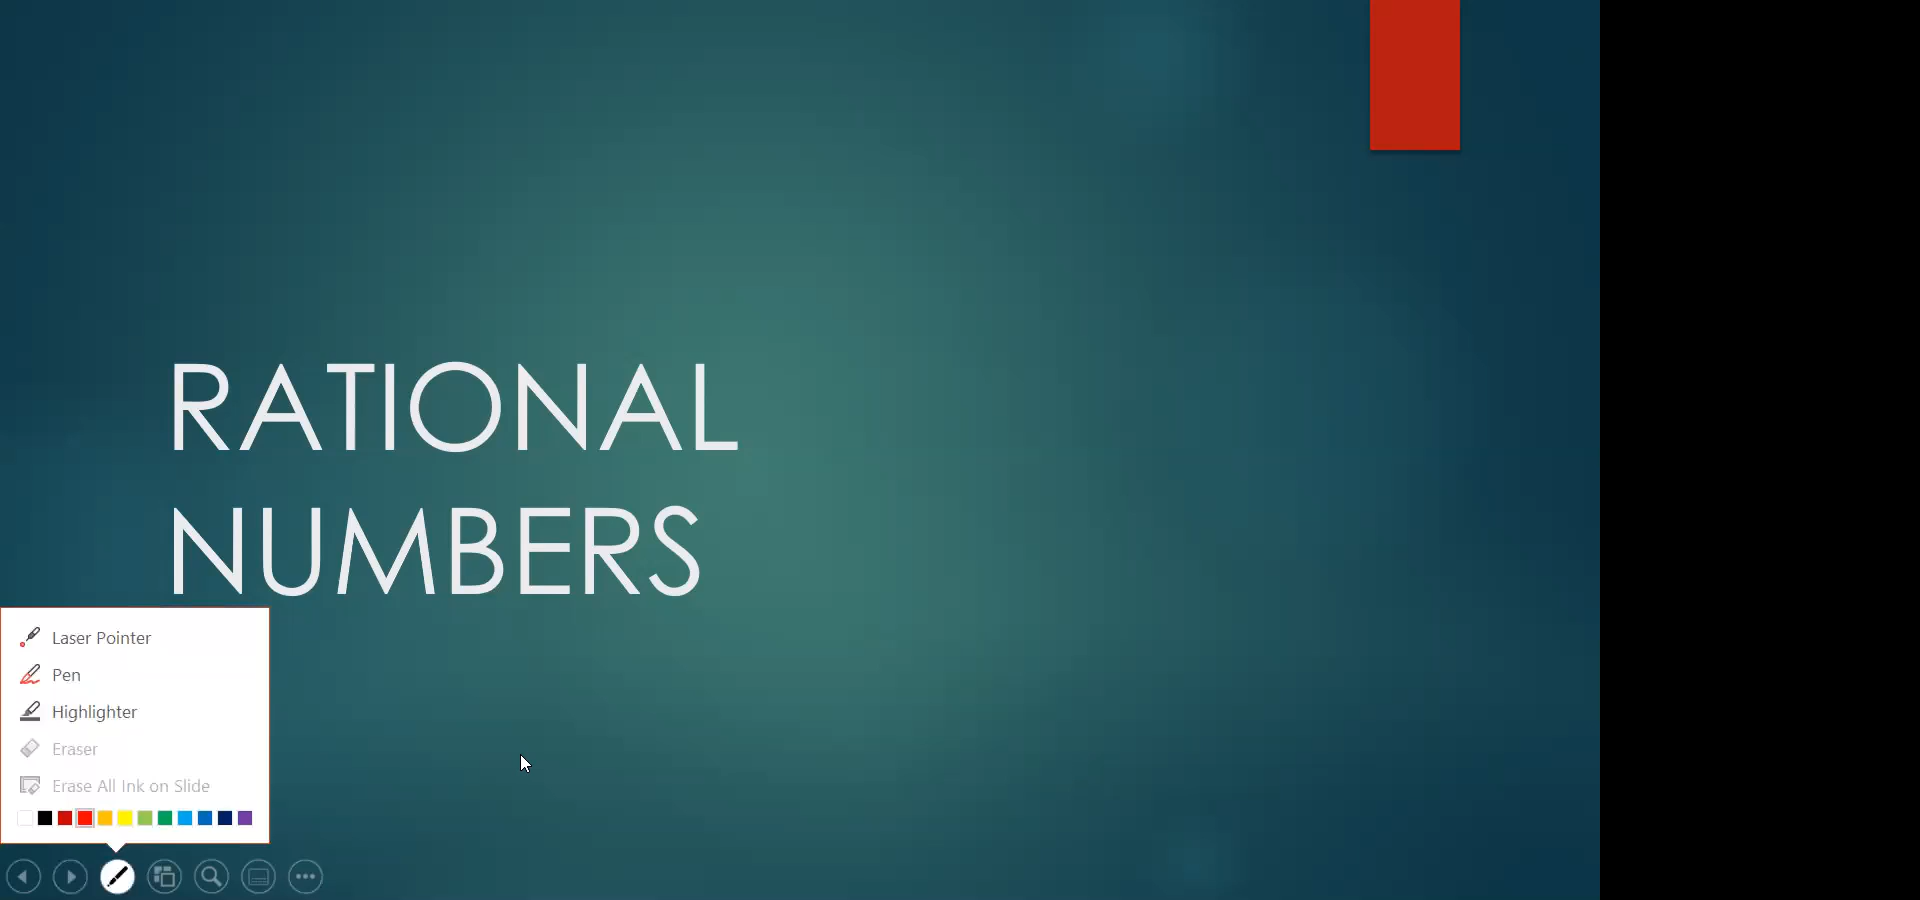 RATIONAL
NUMBERS
Laser Pointer
Pen
Highlighter
Eraser
Erase All Ink on Slide